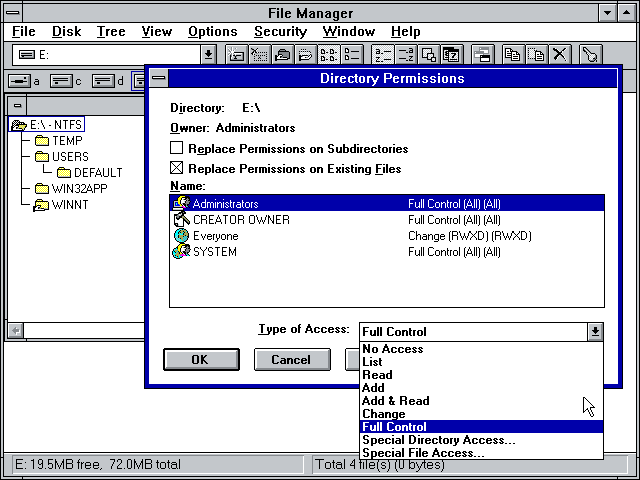 File Manager
File Disk Tree View Options Security Window Help
E:
a c d
Directory Permissions
Directory: E:\
Owner: Administrators
Replace Permissions on Subdirectories
Replace Permissions on Existing Files
Name:
Administrators Full Control (All) (All)
CREATOR OWNER Full Control (All) (All)
Everyone Change (RWXD) (RWXD)
SYSTEM Full Control (All) (All)
Type of Access: Full Control
OK Cancel
No Access
List
Read
Add
Add & Read
Change
Full Control
Special Directory Access...
Special File Access...
E:\ - NTFS
TEMP
USERS
DEFAULT
WIN32APP
WINNT
E: 19.5MB free, 72.0MB total Total 4 file(s) (0 bytes)